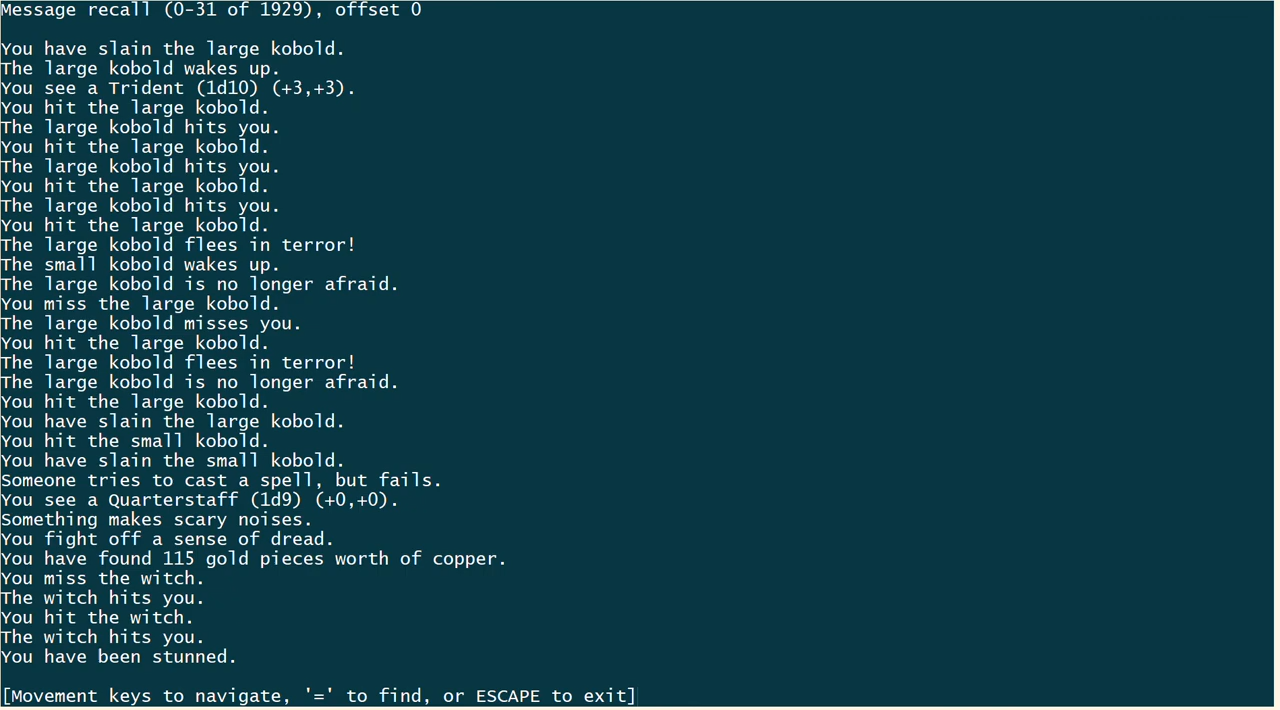 Message recall (0-31 of 1929), offset 0
You have slain the large kobold.
The large kobold wakes up.
You see a Trident (1d10) (+3,+3).
You hit the large kobold.
The large kobold hits you.
You hit the large kobold.
The large kobold hits you.
You hit the large kobold.
The large kobold hits you.
You hit the large kobold.
The large kobold flees in terror!
The small kobold wakes up.
The large kobold is no longer afraid.
You miss the large kobold.
The large kobold misses you.
You hit the large kobold.
The large kobold flees in terror!
The large kobold is no longer afraid.
You hit the large kobold.
You have slain the large kobold.
You hit the small kobold.
You have slain the small kobold.
Someone tries to cast a spell, but fails.
You see a Quarterstaff (1d9) (+0,+0).
Something makes scary noises.
You fight off a sense of dread.
You have found 115 gold pieces worth of copper.
You miss the witch.
The witch hits you.
You hit the witch.
The witch hits you.
You have been stunned.
[Movement keys to navigate, '=' to find, or ESCAPE to exit]